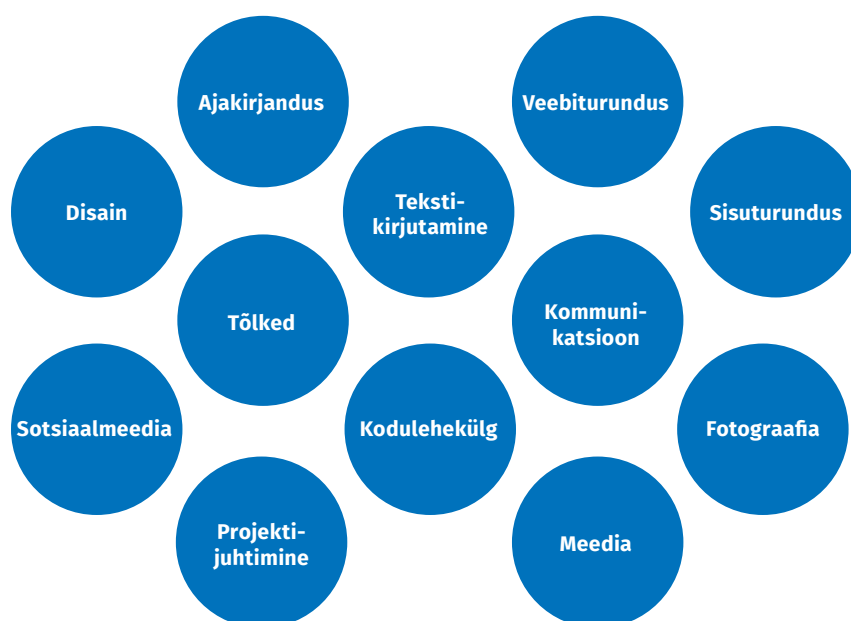 Ajakirjandus
Veebiturundus
Disain
Teksti-
kirjutamine
Sisuturundus
Tõlked
Kommuni-
katsioon
Sotsiaalmeedia
Kodulehekülg
Fotograafia
Projekti-
juhtimine
Meedia